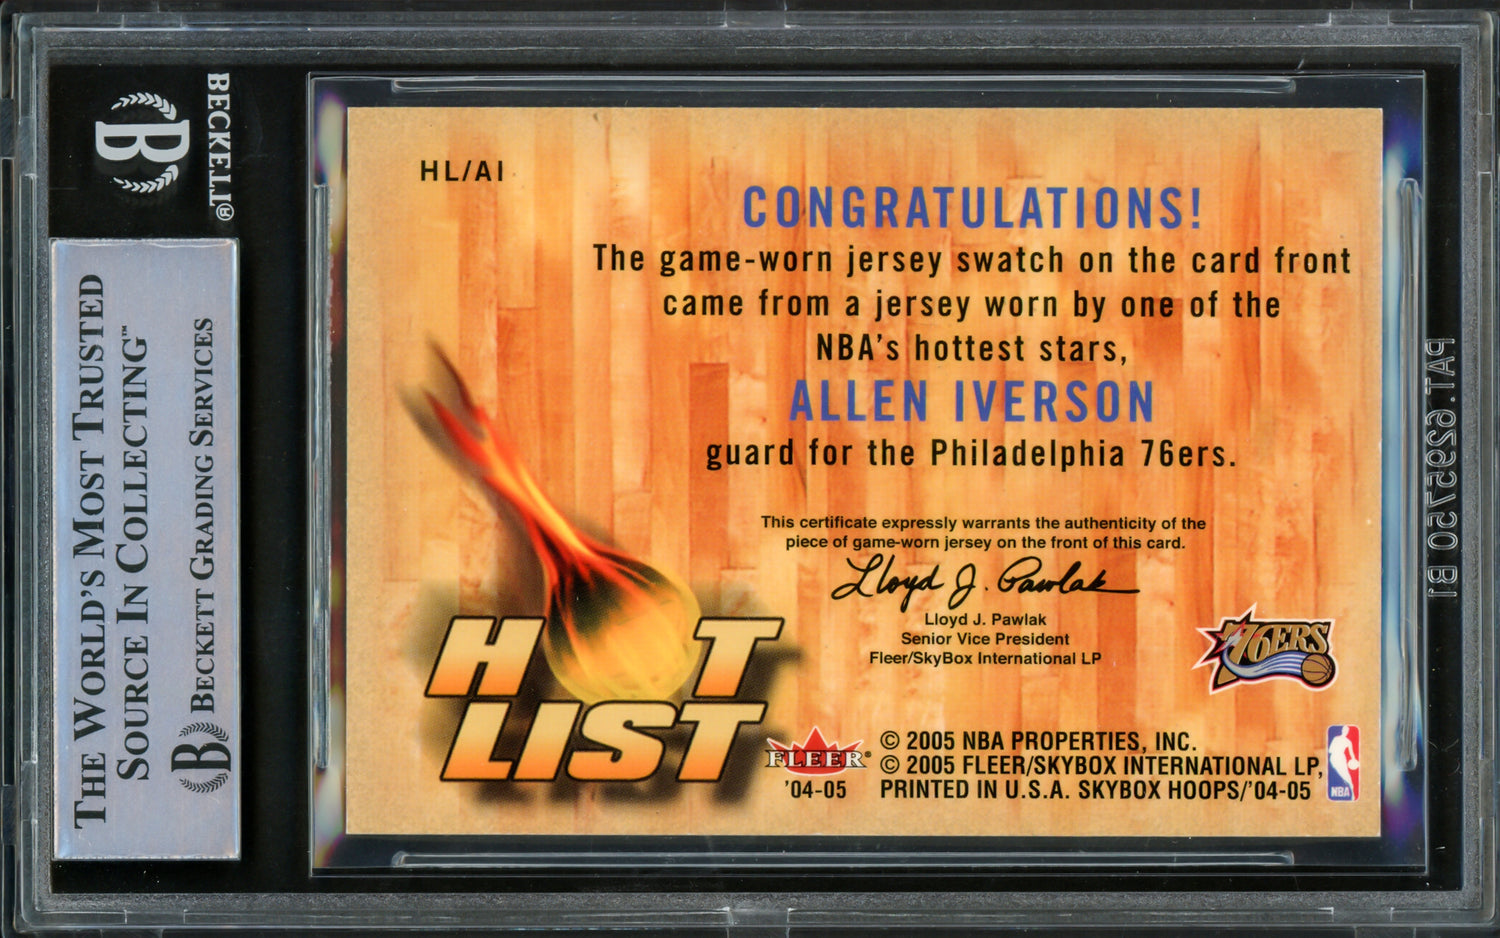 BECKETT®
B
THE WORLD'S MOST TRUSTED
SOURCE IN COLLECTING™
B BECKETT GRADING SERVICES
HL/AI
CONGRATULATIONS!
The game-worn jersey swatch on the card front
came from a jersey worn by one of the
NBA's hottest stars,
ALLEN IVERSON
guard for the Philadelphia 76ers.
This certificate expressly warrants the authenticity of the
piece of game-worn jersey on the front of this card.
Lloyd J. Pawlak
Lloyd J. Pawlak
Senior Vice President
Fleer/SkyBox International LP
76ERS
HOT
LIST
FLEER®
'04-05
© 2005 NBA PROPERTIES, INC.
© 2005 FLEER/SKYBOX INTERNATIONAL LP,
PRINTED IN U.S.A. SKYBOX HOOPS/'04-05
NBA
PAT. 6295750 B1